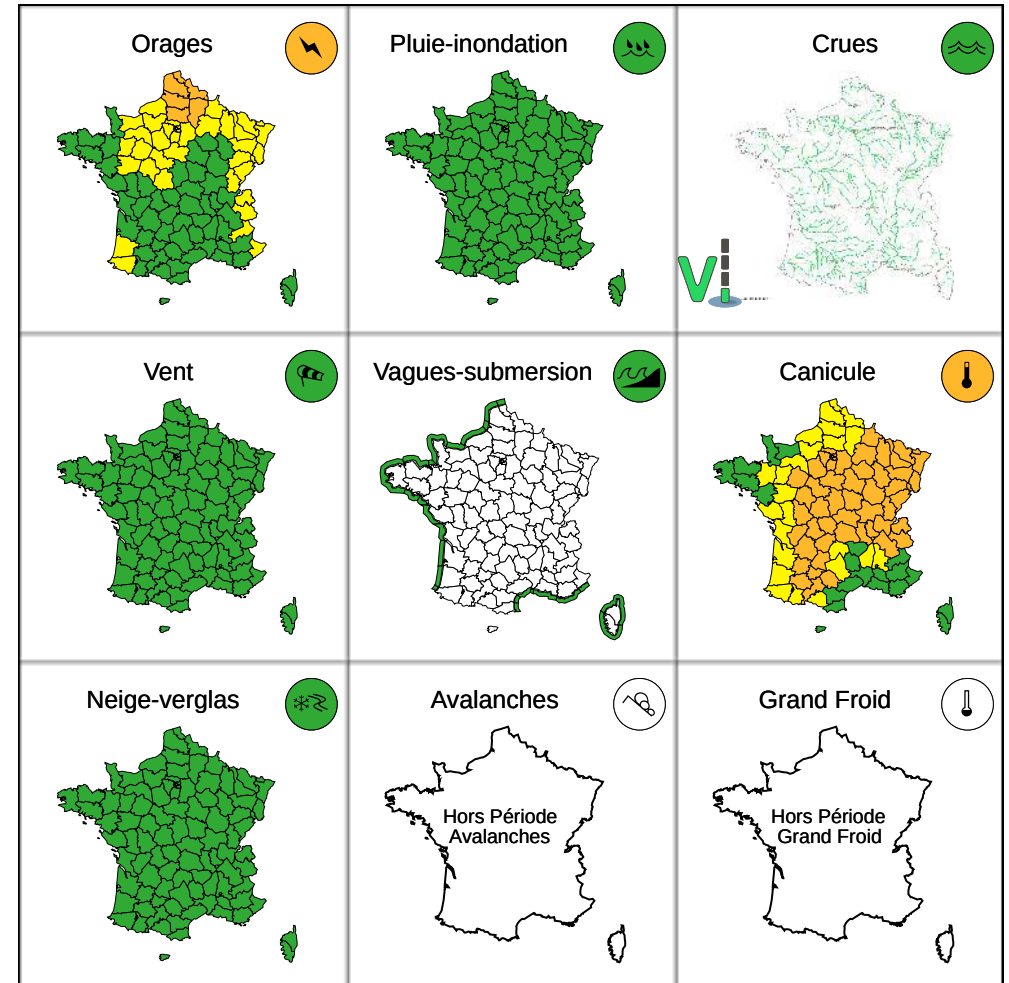 Orages
Pluie-inondation
Crues
Vent
Vagues-submersion
Canicule
Neige-verglas
Avalanches
Grand Froid
Hors Période
Avalanches
Hors Période
Grand Froid